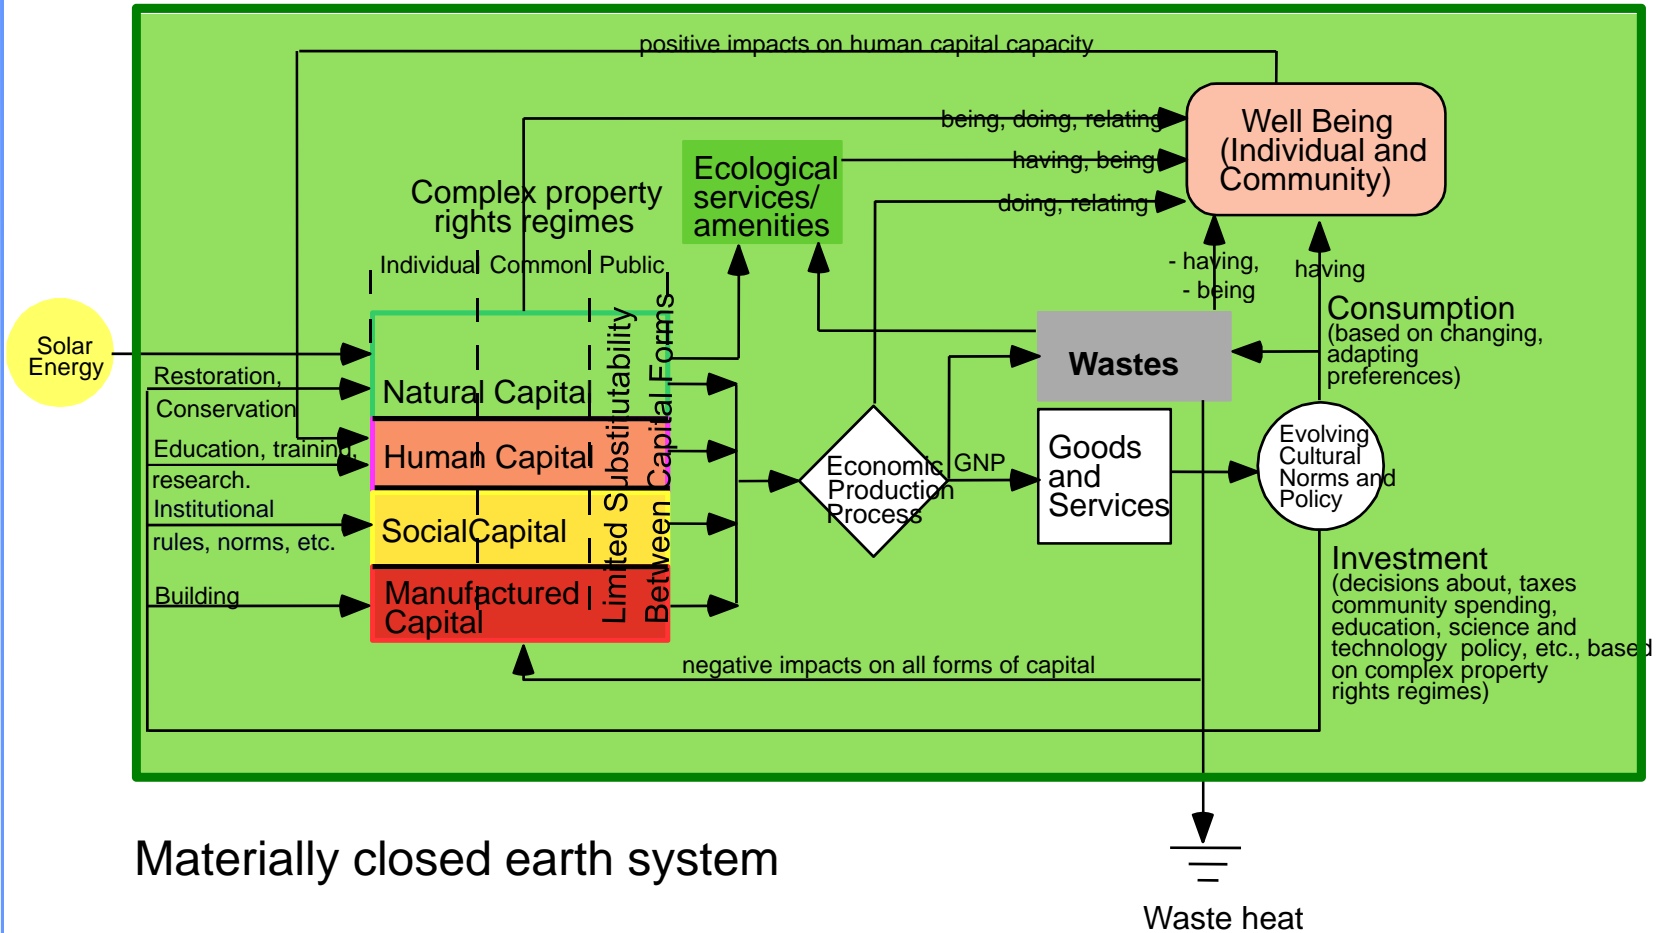 positive impacts on human capital capacity
being, doing, relating
Well Being
(Individual and
Community)
having, being
Ecological
services/
amenities
doing, relating
Complex property
rights regimes
Individual
Common
Public
- having,
- being
having
Consumption
(based on changing,
adapting
preferences)
Solar
Energy
Wastes
Restoration,
Conservation
Natural Capital
Limited Substitutability
Between Capital Forms
Education, training,
research.
Human Capital
Economic
Production
Process
GNP
Goods
and
Services
Evolving
Cultural
Norms and
Policy
Institutional
rules, norms, etc.
SocialCapital
Building
Manufactured
Capital
Investment
(decisions about, taxes
community spending,
education, science and
technology  policy, etc., based
on complex property
rights regimes)
negative impacts on all forms of capital
Materially closed earth system
Waste heat